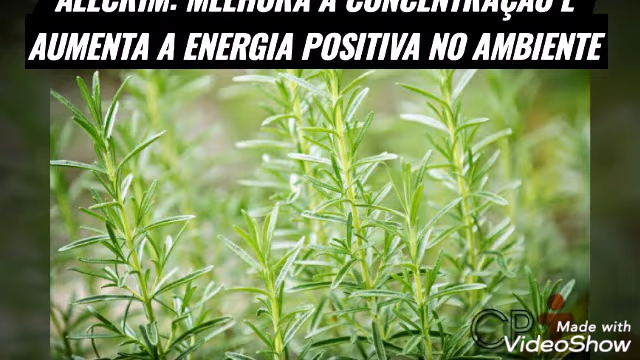 ALECRIM: MELHORA A CONCENTRAÇÃO E
AUMENTA A ENERGIA POSITIVA NO AMBIENTE
CP
Made with
VideoShow